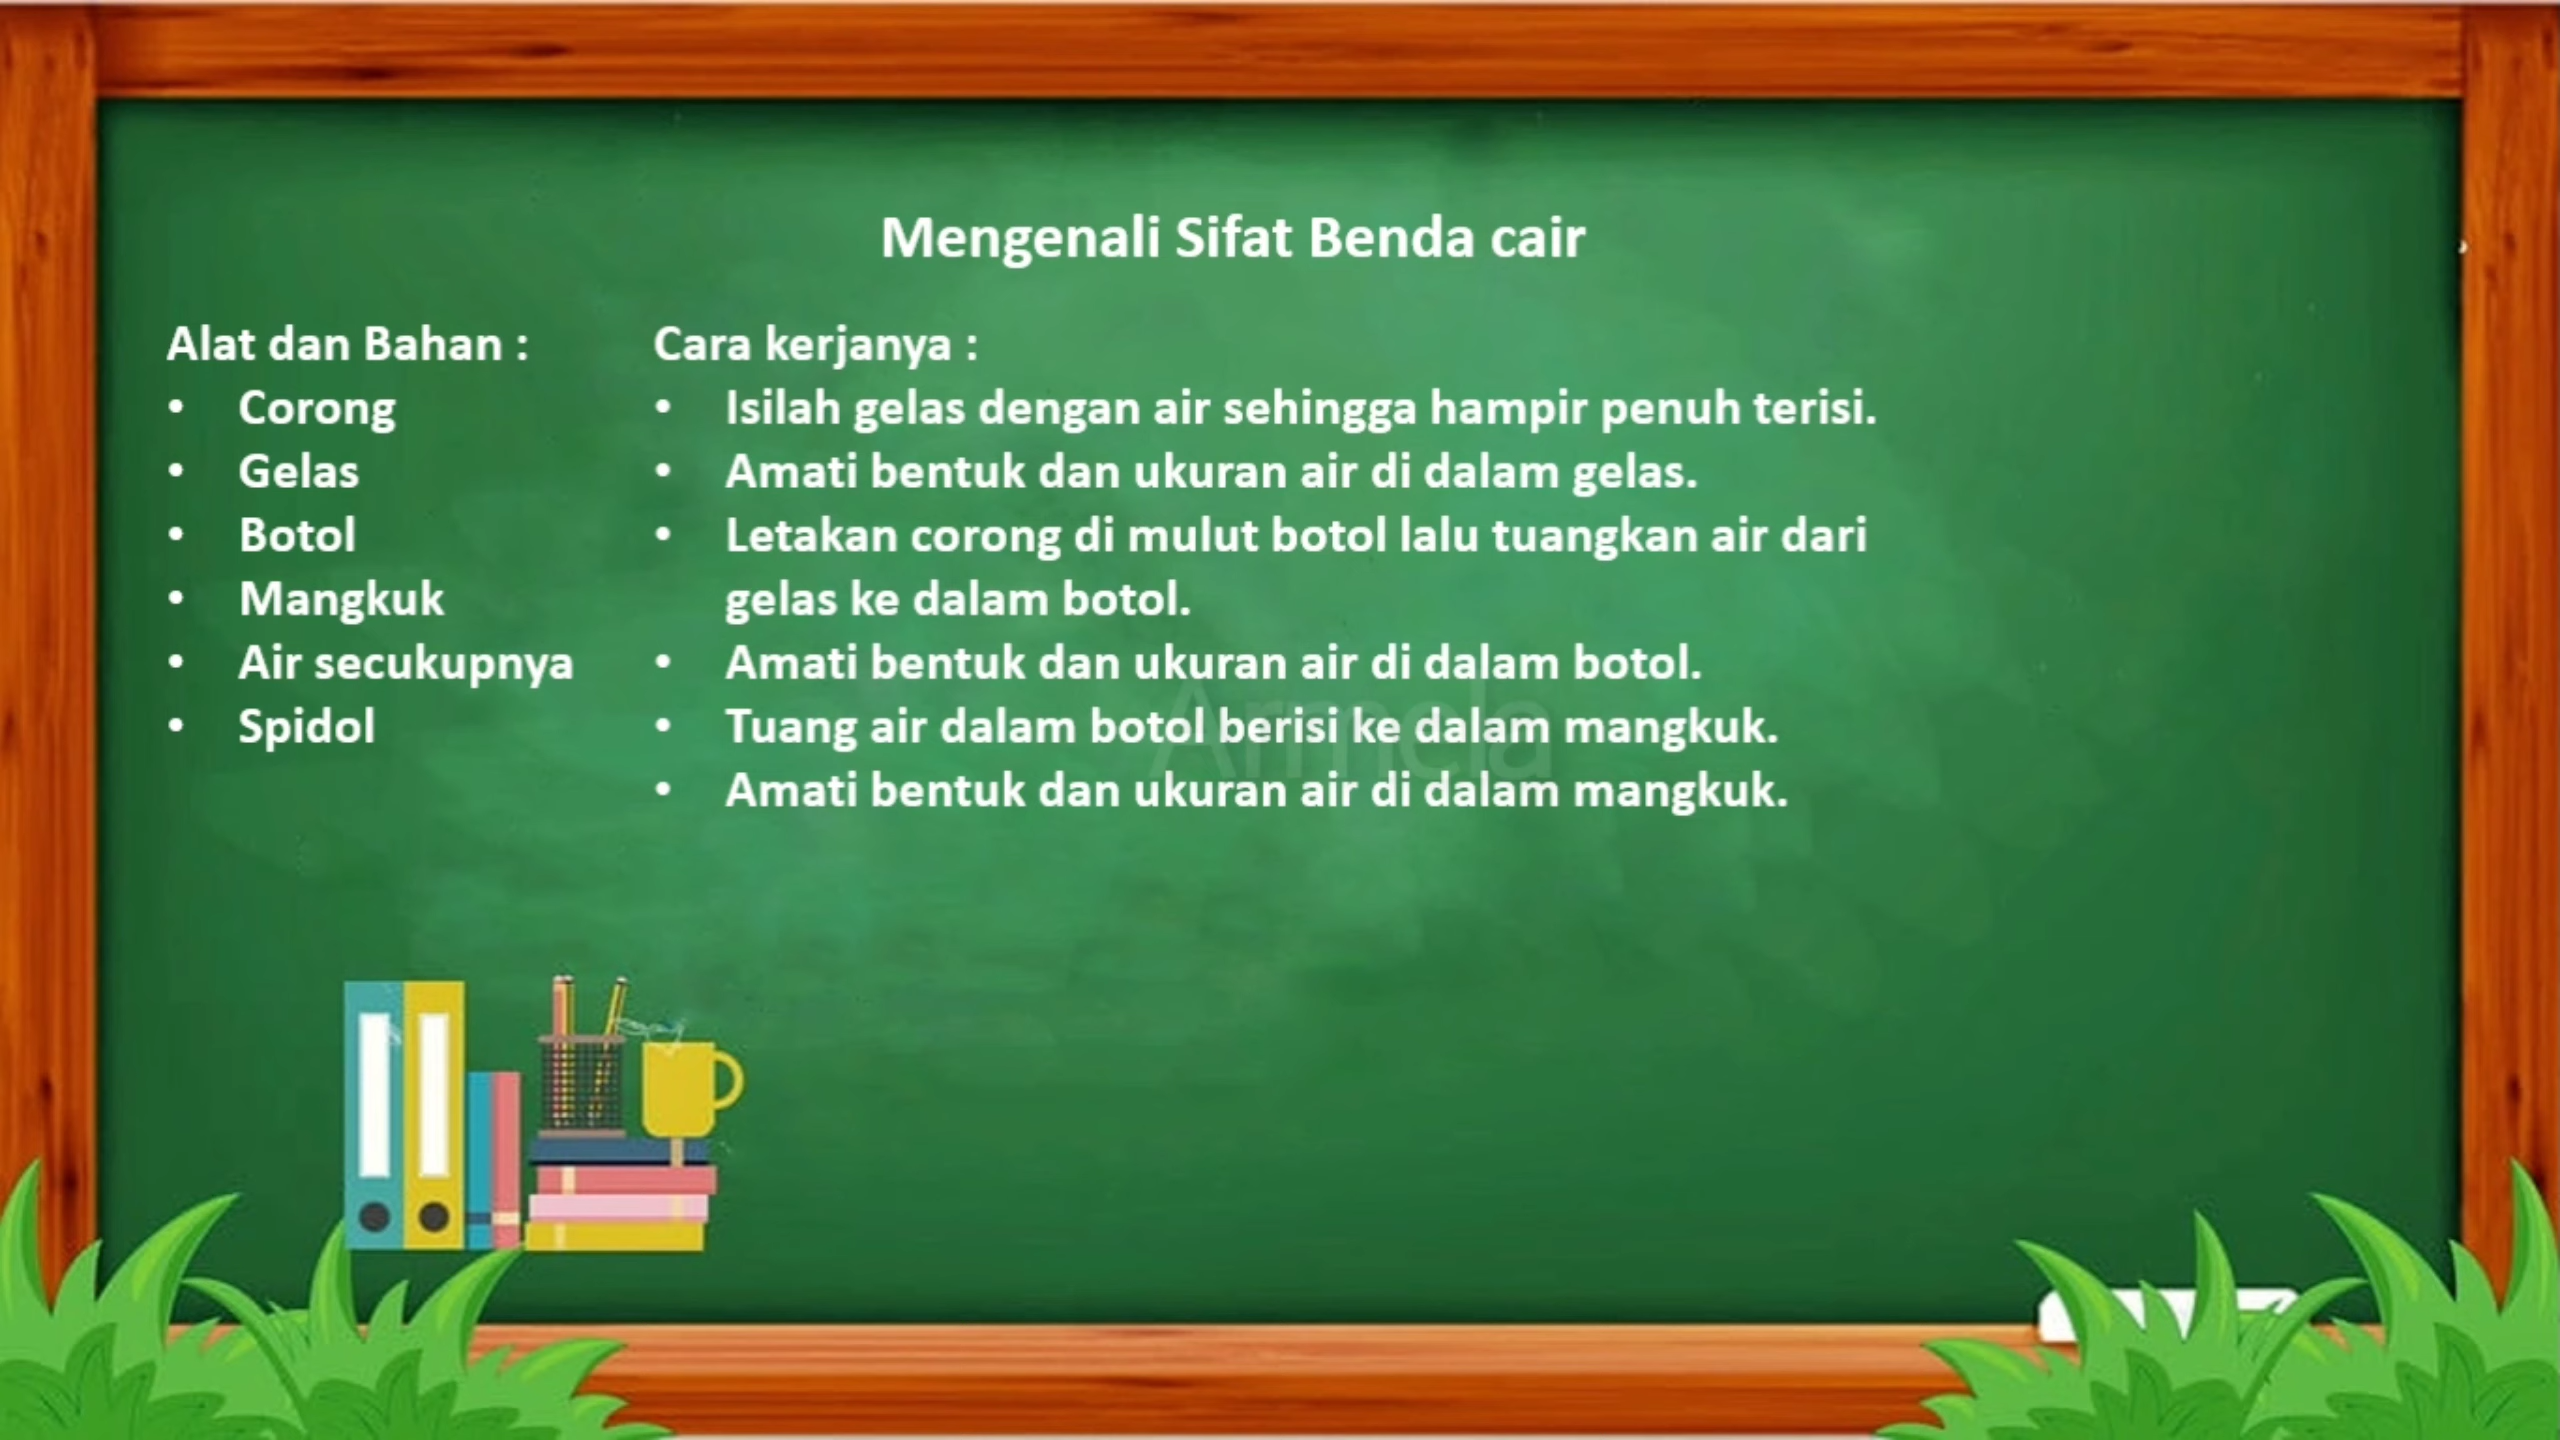 Mengenali Sifat Benda cair
Alat dan Bahan :
• Corong
• Gelas
• Botol
• Mangkuk
• Air secukupnya
• Spidol
Cara kerjanya :
• Isilah gelas dengan air sehingga hampir penuh terisi.
• Amati bentuk dan ukuran air di dalam gelas.
• Letakan corong di mulut botol lalu tuangkan air dari
gelas ke dalam botol.
• Amati bentuk dan ukuran air di dalam botol.
• Tuang air dalam botol berisi ke dalam mangkuk.
• Amati bentuk dan ukuran air di dalam mangkuk.
Armela